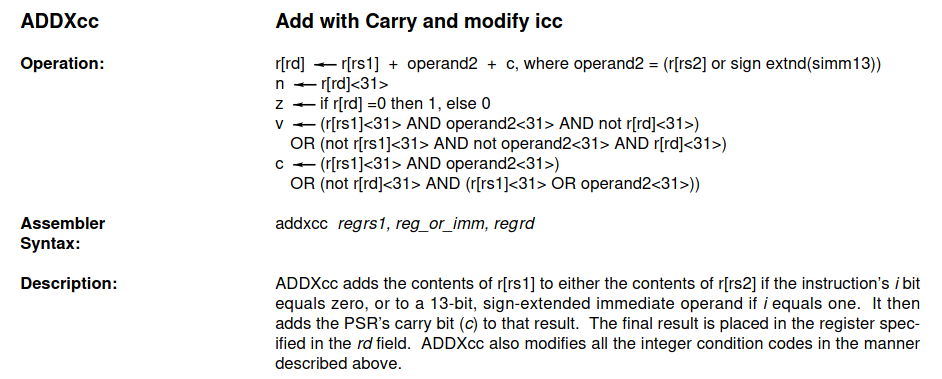 ADDXcc Add with Carry and modify icc
Operation: r[rd] ← r[rs1] + operand2 + c, where operand2 = (r[rs2] or sign extnd(simm13))
n ← r[rd]<31>
z ← if r[rd] =0 then 1, else 0
v ← (r[rs1]<31> AND operand2<31> AND not r[rd]<31>)
OR (not r[rs1]<31> AND not operand2<31> AND r[rd]<31>)
c ← (r[rs1]<31> AND operand2<31>)
OR (not r[rd]<31> AND (r[rs1]<31> OR operand2<31>))
Assembler addxcc regrs1, reg_or_imm, regrd
Syntax:
Description: ADDXcc adds the contents of r[rs1] to either the contents of r[rs2] if the instruction's i bit
equals zero, or to a 13-bit, sign-extended immediate operand if i equals one. It then
adds the PSR's carry bit (c) to that result. The final result is placed in the register spec-
ified in the rd field. ADDXcc also modifies all the integer condition codes in the manner
described above.